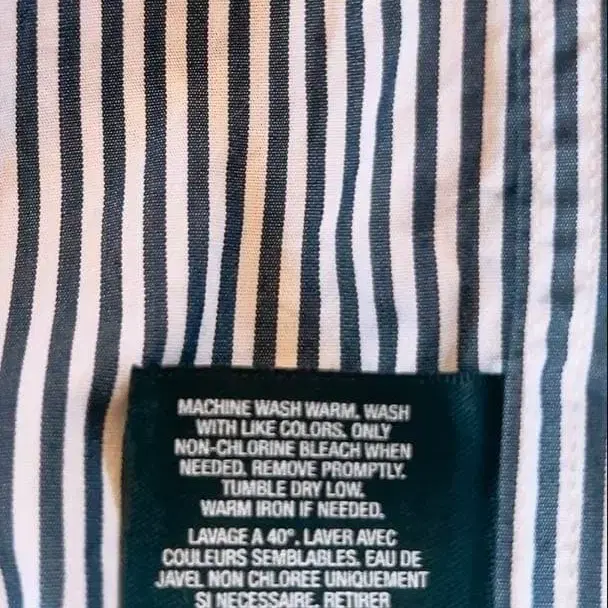 MACHINE WASH WARM. WASH
WITH LIKE COLORS. ONLY
NON-CHLORINE BLEACH WHEN
NEEDED. REMOVE PROMPTLY.
TUMBLE DRY LOW.
WARM IRON IF NEEDED.
LAVAGE A 40°. LAVER AVEC
COULEURS SEMBLABLES. EAU DE
JAVEL NON CHLOREE UNIQUEMENT
SI NECESSAIRE. RETIRER